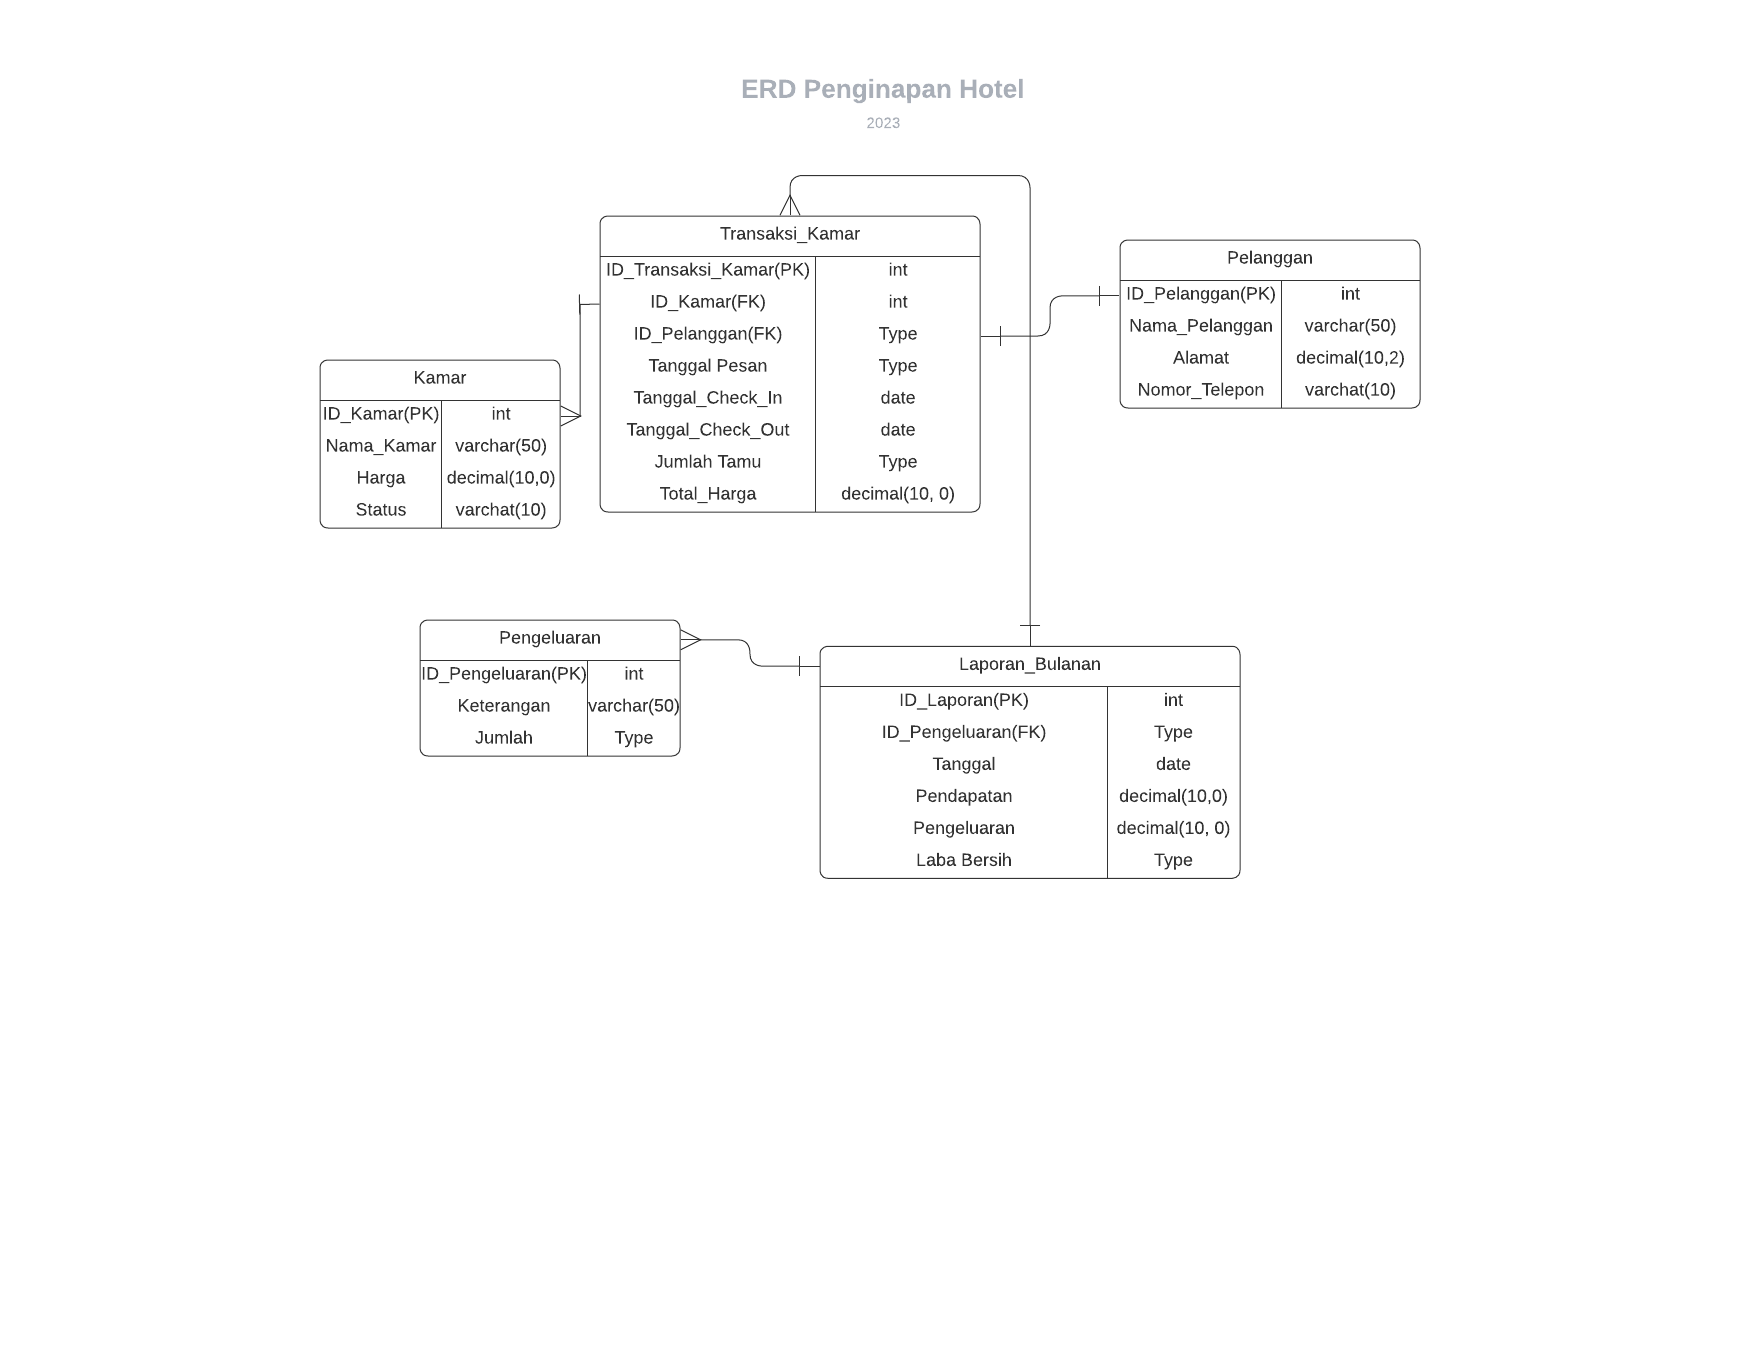 ERD Penginapan Hotel
2023
Transaksi_Kamar
ID_Transaksi_Kamar(PK) int
ID_Kamar(FK) int
ID_Pelanggan(FK) Type
Tanggal Pesan Type
Tanggal_Check_In date
Tanggal_Check_Out date
Jumlah Tamu Type
Total_Harga decimal(10, 0)
Pelanggan
ID_Pelanggan(PK) int
Nama_Pelanggan varchar(50)
Alamat decimal(10,2)
Nomor_Telepon varchat(10)
Kamar
ID_Kamar(PK) int
Nama_Kamar varchar(50)
Harga decimal(10,0)
Status varchat(10)
Pengeluaran
ID_Pengeluaran(PK) int
Keterangan varchar(50)
Jumlah Type
Laporan_Bulanan
ID_Laporan(PK) int
ID_Pengeluaran(FK) Type
Tanggal date
Pendapatan decimal(10,0)
Pengeluaran decimal(10, 0)
Laba Bersih Type